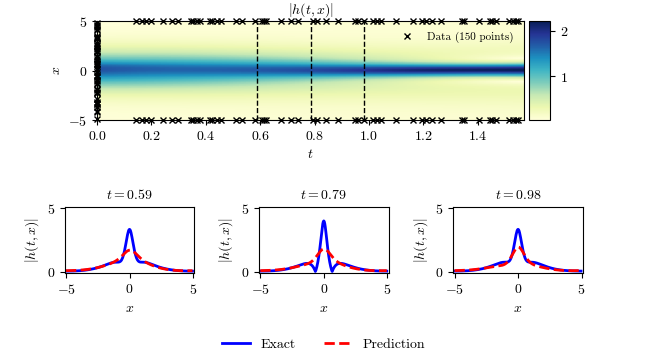 |h(t, x)|
5
0
−5
x
Data (150 points)
2
1
0.0 0.2 0.4 0.6 0.8 1.0 1.2 1.4
t
t = 0.59 t = 0.79 t = 0.98
|h(t, x)| |h(t, x)| |h(t, x)|
5 5 5
0 0 0
−5 0 5 −5 0 5 −5 0 5
x x x
Exact Prediction